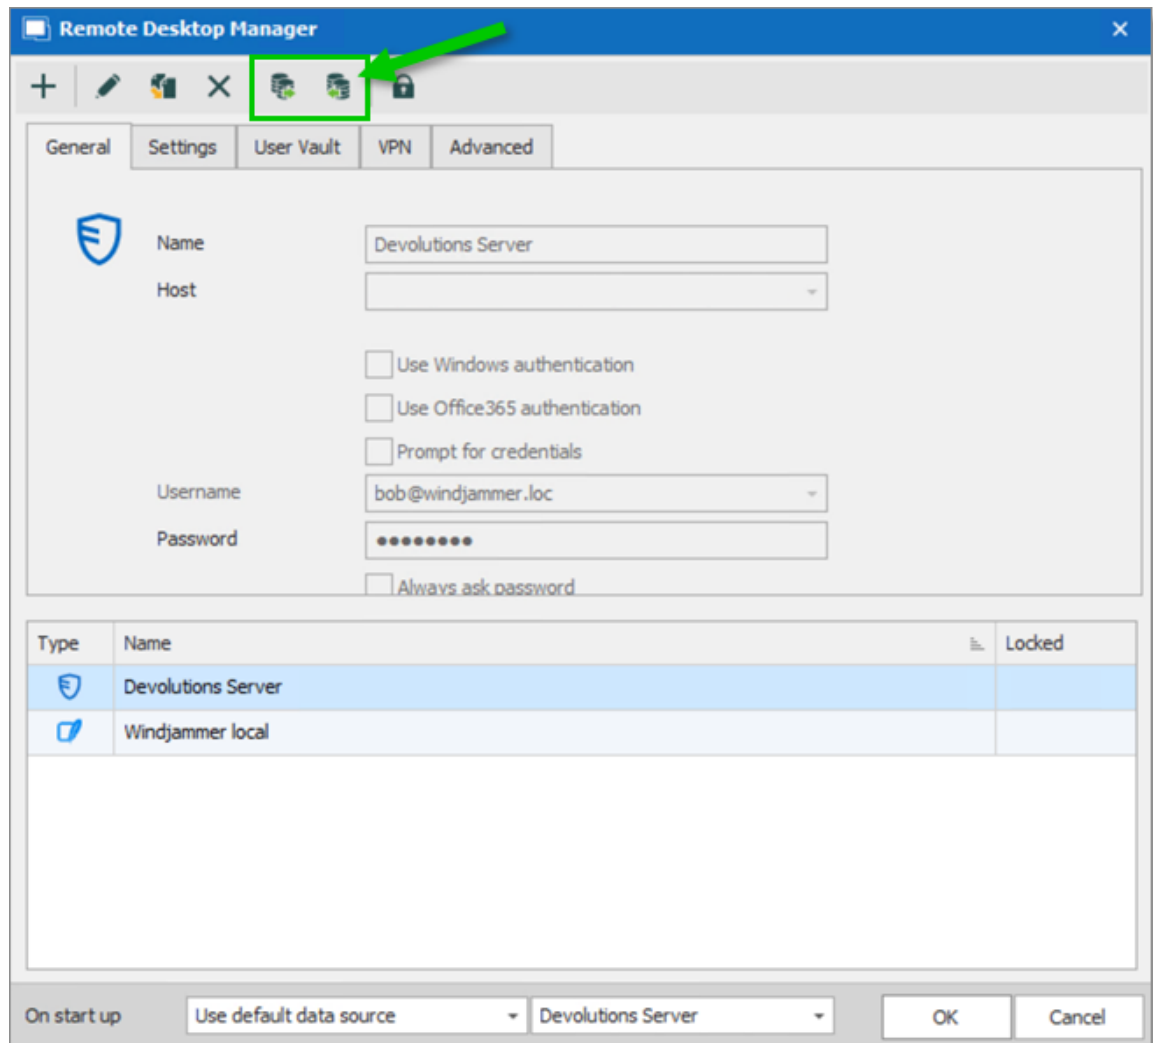 Remote Desktop Manager
General Settings User Vault VPN Advanced
Name Devolutions Server
Host
Use Windows authentication
Use Office365 authentication
Prompt for credentials
Username bob@windjammer.loc
Password ●●●●●●●●
Always ask password
Type Name Locked
Devolutions Server
Windjammer local
On start up Use default data source Devolutions Server OK Cancel